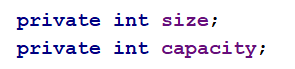 private int size;
private int capacity;